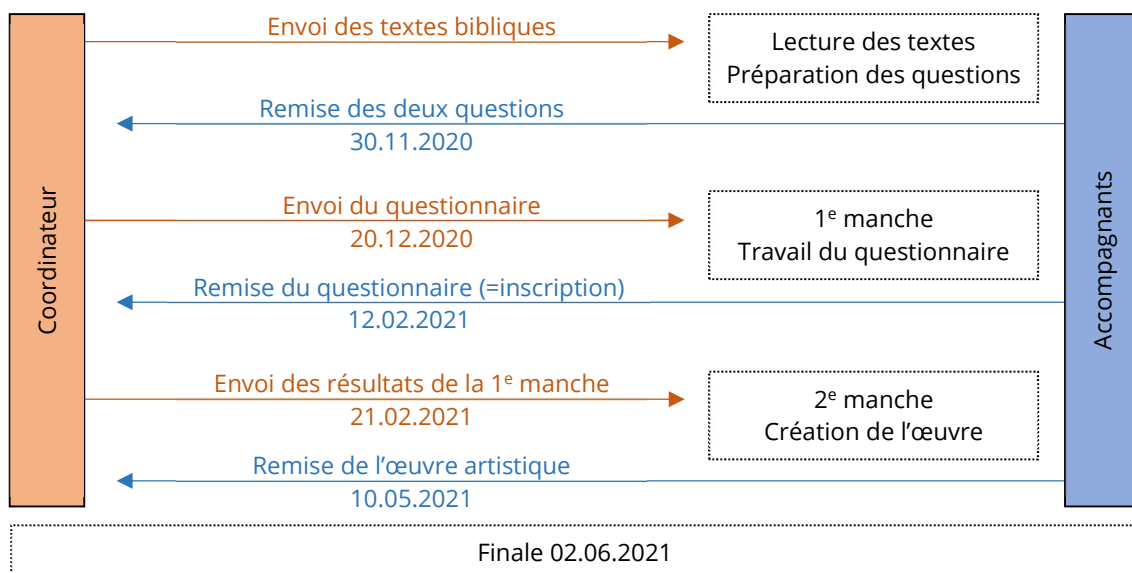 Coordinateur
Envoi des textes bibliques
Lecture des textes
Préparation des questions
Remise des deux questions
30.11.2020
Envoi du questionnaire
20.12.2020
1e manche
Travail du questionnaire
Remise du questionnaire (=inscription)
12.02.2021
Envoi des résultats de la 1e manche
21.02.2021
2e manche
Création de l’œuvre
Remise de l’œuvre artistique
10.05.2021
Accompagnants
Finale 02.06.2021